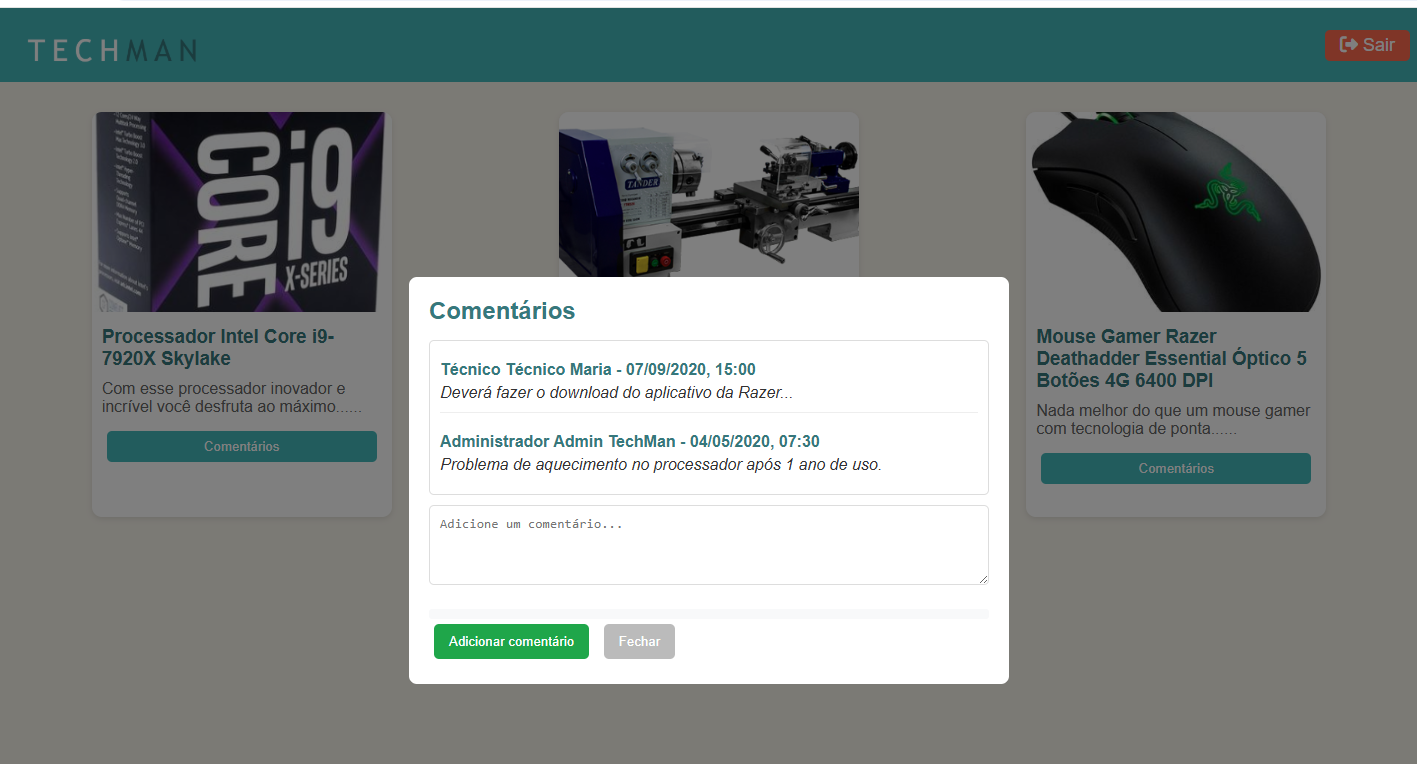 TECHMAN
Sair
CORE i9
X-SERIES
TANDER
Processador Intel Core i9-
7920X Skylake
Com esse processador inovador e
incrível você desfruta ao máximo......
Comentários
Mouse Gamer Razer
Deathadder Essential Óptico 5
Botões 4G 6400 DPI
Nada melhor do que um mouse gamer
com tecnologia de ponta......
Comentários
Comentários
Técnico Técnico Maria - 07/09/2020, 15:00
Deverá fazer o download do aplicativo da Razer...
Administrador Admin TechMan - 04/05/2020, 07:30
Problema de aquecimento no processador após 1 ano de uso.
Adicione um comentário...
Adicionar comentário
Fechar